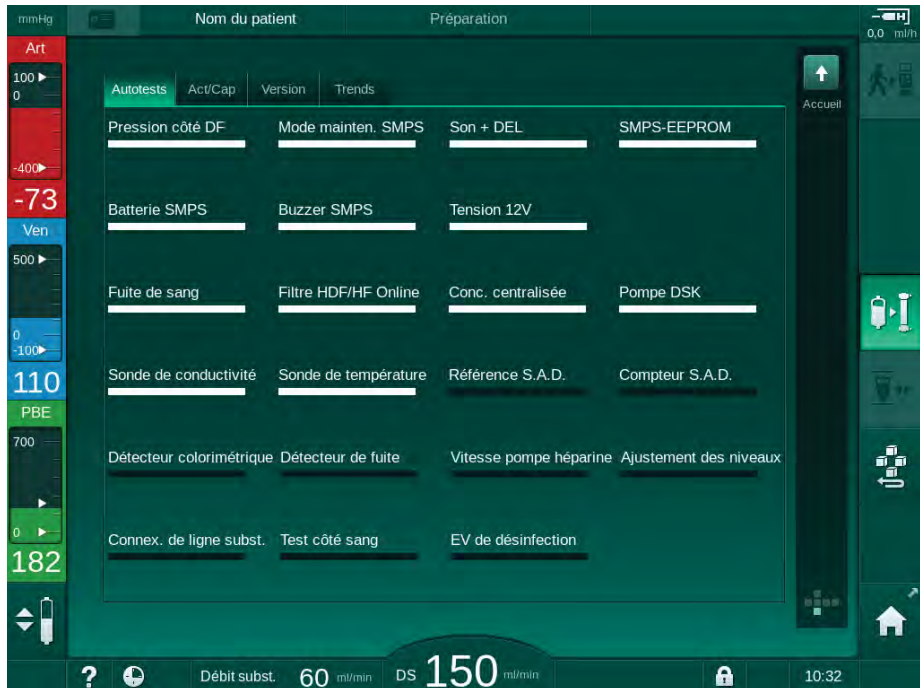 mmHg Nom du patient Préparation
0,0 ml/h
Art
100
0
-400
-73
Ven
500
0
-100
110
PBE
700
0
182
Autotests Act/Cap Version Trends
Accueil
Pression côté DF Mode mainten. SMPS Son + DEL SMPS-EEPROM
Batterie SMPS Buzzer SMPS Tension 12V
Fuite de sang Filtre HDF/HF Online Conc. centralisée Pompe DSK
Sonde de conductivité Sonde de température Référence S.A.D. Compteur S.A.D.
Détecteur colorimétrique Détecteur de fuite Vitesse pompe héparine Ajustement des niveaux
Connex. de ligne subst. Test côté sang EV de désinfection
? Débit subst. 60 ml/min DS 150 ml/min 10:32